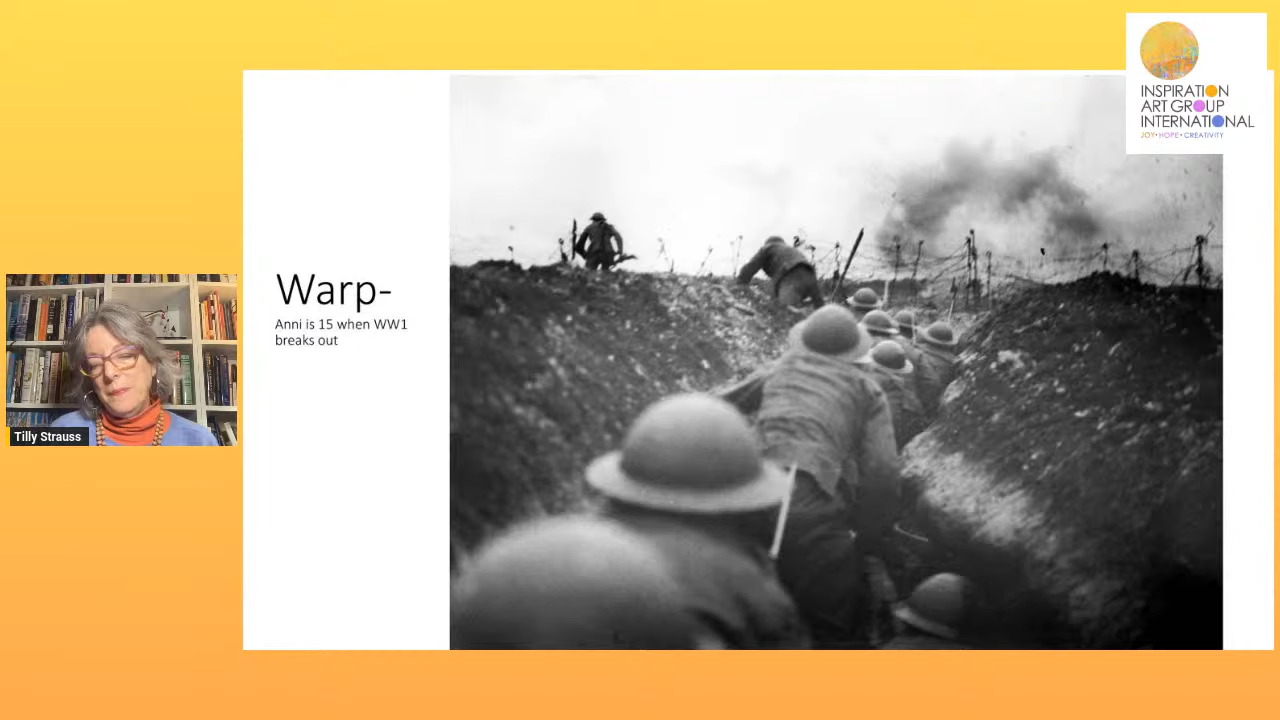 INSPIRATION
ART GROUP
INTERNATIONAL
JOY•HOPE•CREATIVITY
Warp-
Anni is 15 when WW1
breaks out
Tilly Strauss